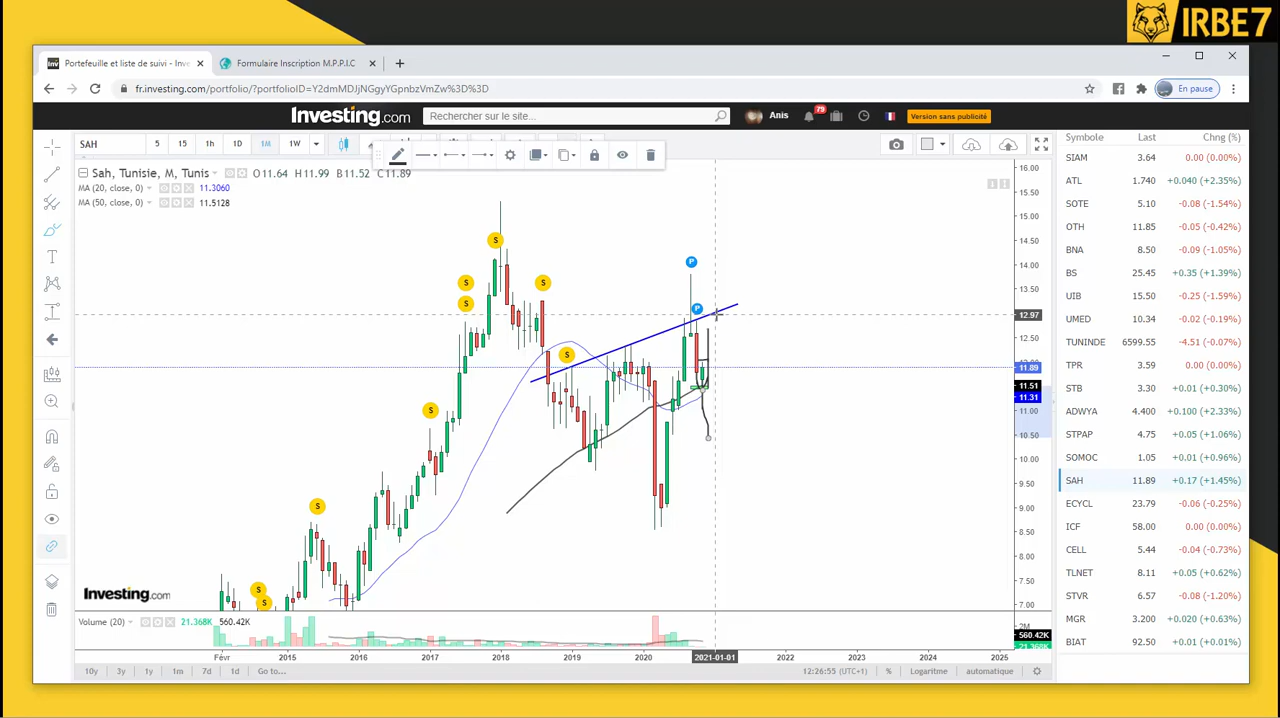 IRBE7
Inv Portefeuille et liste de suivi - Inve
Formulaire Inscription M.P.P.I.C
fr.investing.com/portfolio/?portfolioID=Y2dmMDJjNGgyYGpnbzVmZw%3D%3D
En pause
Investing.com
Rechercher sur le site...
Anis
79
Version sans publicité
SAH
5
15
1h
1D
1M
1W
Symbole
Last
Chng (%)
Sah, Tunisie, M, Tunis
O11.64 H11.99 B11.52 C11.89
MA (20, close, 0)
11.3060
MA (50, close, 0)
11.5128
SIAM 3.64 0.00 (0.00%)
ATL 1.740 +0.040 (+2.35%)
SOTE 5.10 -0.08 (-1.54%)
OTH 11.85 -0.05 (-0.42%)
BNA 8.50 -0.09 (-1.05%)
BS 25.45 +0.35 (+1.39%)
UIB 15.50 -0.25 (-1.59%)
UMED 10.34 -0.02 (-0.19%)
TUNINDE 6599.55 -4.51 (-0.07%)
TPR 3.59 0.00 (0.00%)
STB 3.30 +0.01 (+0.30%)
ADWYA 4.400 +0.100 (+2.33%)
STPAP 4.75 +0.05 (+1.06%)
SOMOC 1.05 +0.01 (+0.96%)
SAH 11.89 +0.17 (+1.45%)
ECYCL 23.79 -0.06 (-0.25%)
ICF 58.00 0.00 (0.00%)
CELL 5.44 -0.04 (-0.73%)
TLNET 8.11 +0.05 (+0.62%)
STVR 6.57 -0.08 (-1.20%)
MGR 3.200 +0.020 (+0.63%)
BIAT 92.50 +0.01 (+0.01%)
16.00
15.50
15.00
14.50
14.00
13.50
12.97
12.50
11.89
11.51
11.31
11.00
10.50
10.00
9.50
9.00
8.50
8.00
7.50
7.00
S
S
S
S
S
S
S
S
S
P
P
Investing.com
Volume (20)
21.368K
560.42K
2M
560.42K
21.368K
Févr
2015
2016
2017
2018
2019
2020
2021-01-01
2022
2023
2024
2025
10y
3y
1y
1m
7d
1d
Go to...
12:26:55 (UTC+1)
%
Logaritme
automatique